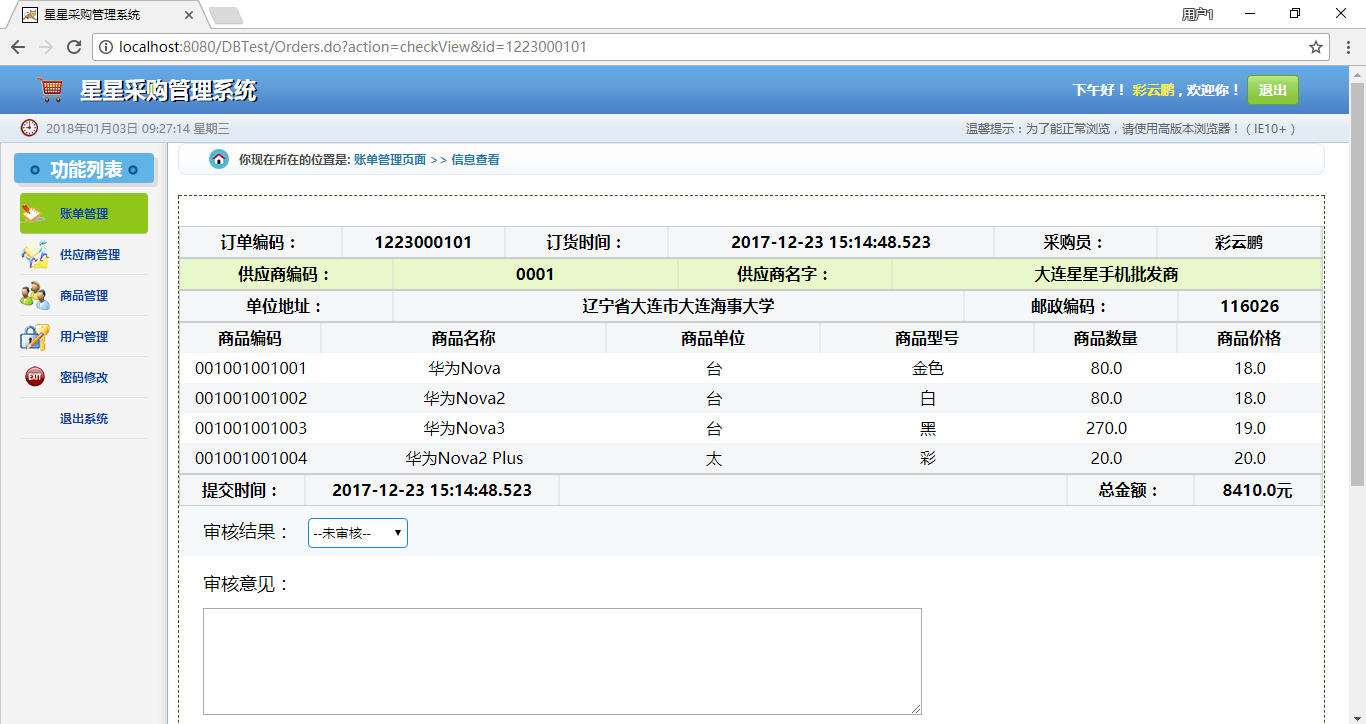 星星采购管理系统
用户1
localhost:8080/DBTest/Orders.do?action=checkView&id=1223000101
星星采购管理系统
下午好！ 彩云鹏 , 欢迎你！ 退出
2018年01月03日 09:27:14 星期三
温馨提示：为了能正常浏览，请使用高版本浏览器！（ IE10+ ）
功能列表
账单管理
供应商管理
商品管理
用户管理
EXIT 密码修改
退出系统
你现在所在的位置是: 账单管理页面 >> 信息查看
订单编码： 1223000101 订货时间： 2017-12-23 15:14:48.523 采购员： 彩云鹏
供应商编码： 0001 供应商名字： 大连星星手机批发商
单位地址： 辽宁省大连市大连海事大学 邮政编码： 116026
商品编码 商品名称 商品单位 商品型号 商品数量 商品价格
001001001001 华为Nova 台 金色 80.0 18.0
001001001002 华为Nova2 台 白 80.0 18.0
001001001003 华为Nova3 台 黑 270.0 19.0
001001001004 华为Nova2 Plus 太 彩 20.0 20.0
提交时间： 2017-12-23 15:14:48.523 总金额： 8410.0元
审核结果： --未审核--
审核意见：